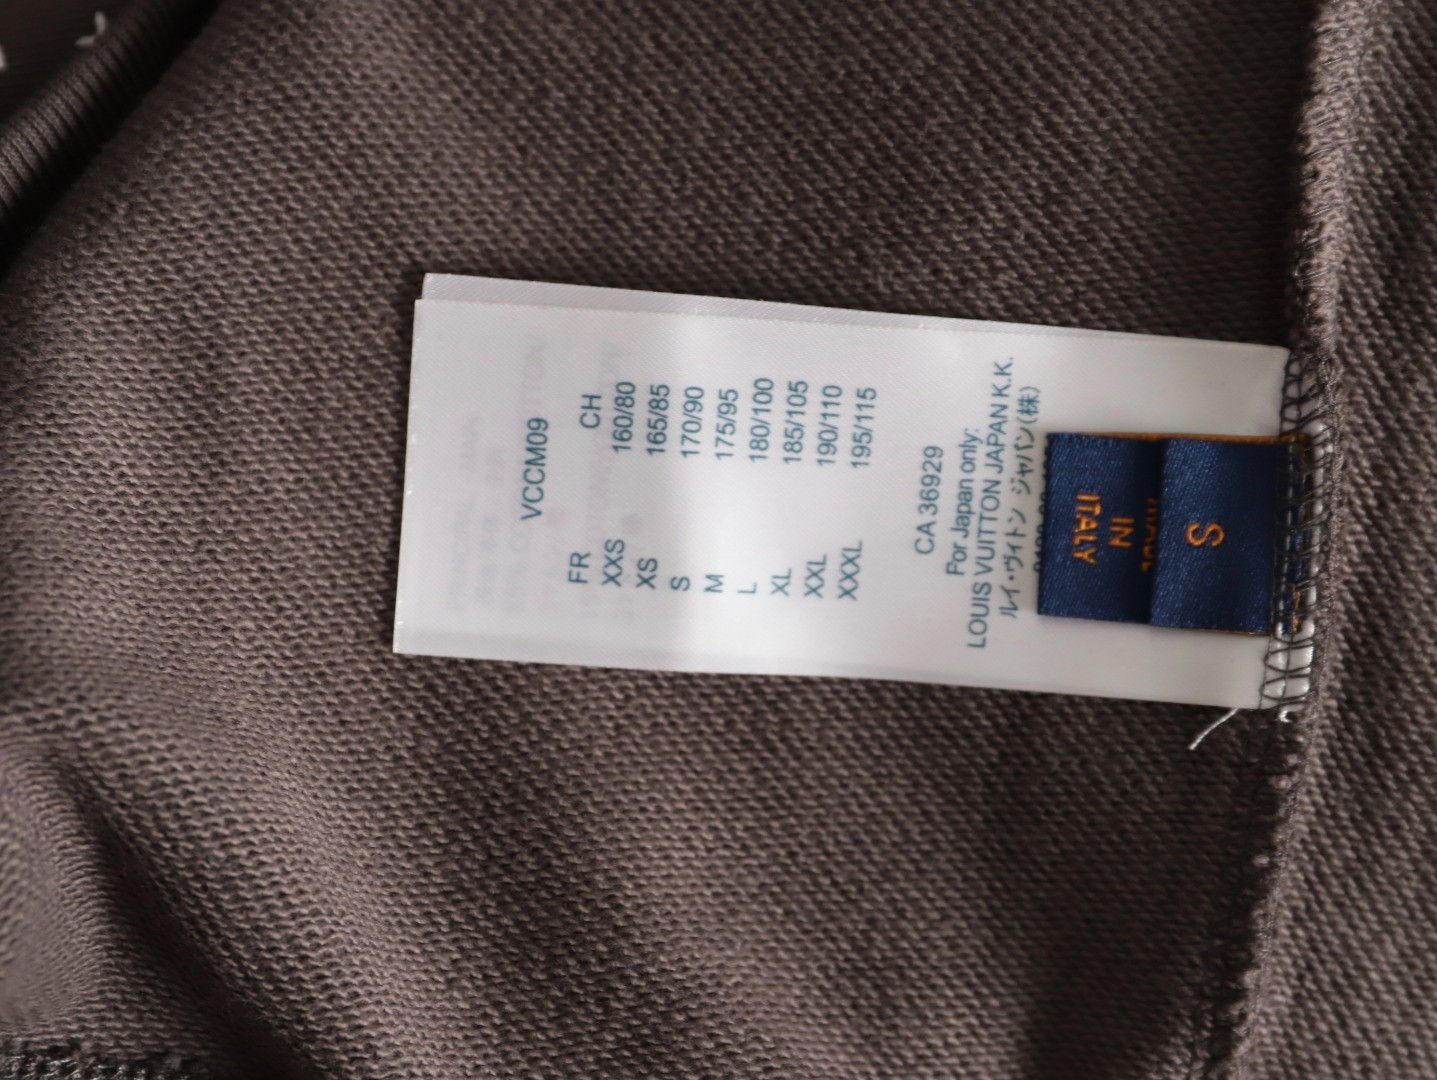 VCCM09
FR CH
XXS 160/80
XS 165/85
S 170/90
M 175/95
L 180/100
XL 185/105
XXL 190/110
XXXL 195/115
CA 36929
For Japan only:
LOUIS VUITTON JAPAN K.K.
ルイ・ヴィトン ジャパン(株)
IN
ITALY
S